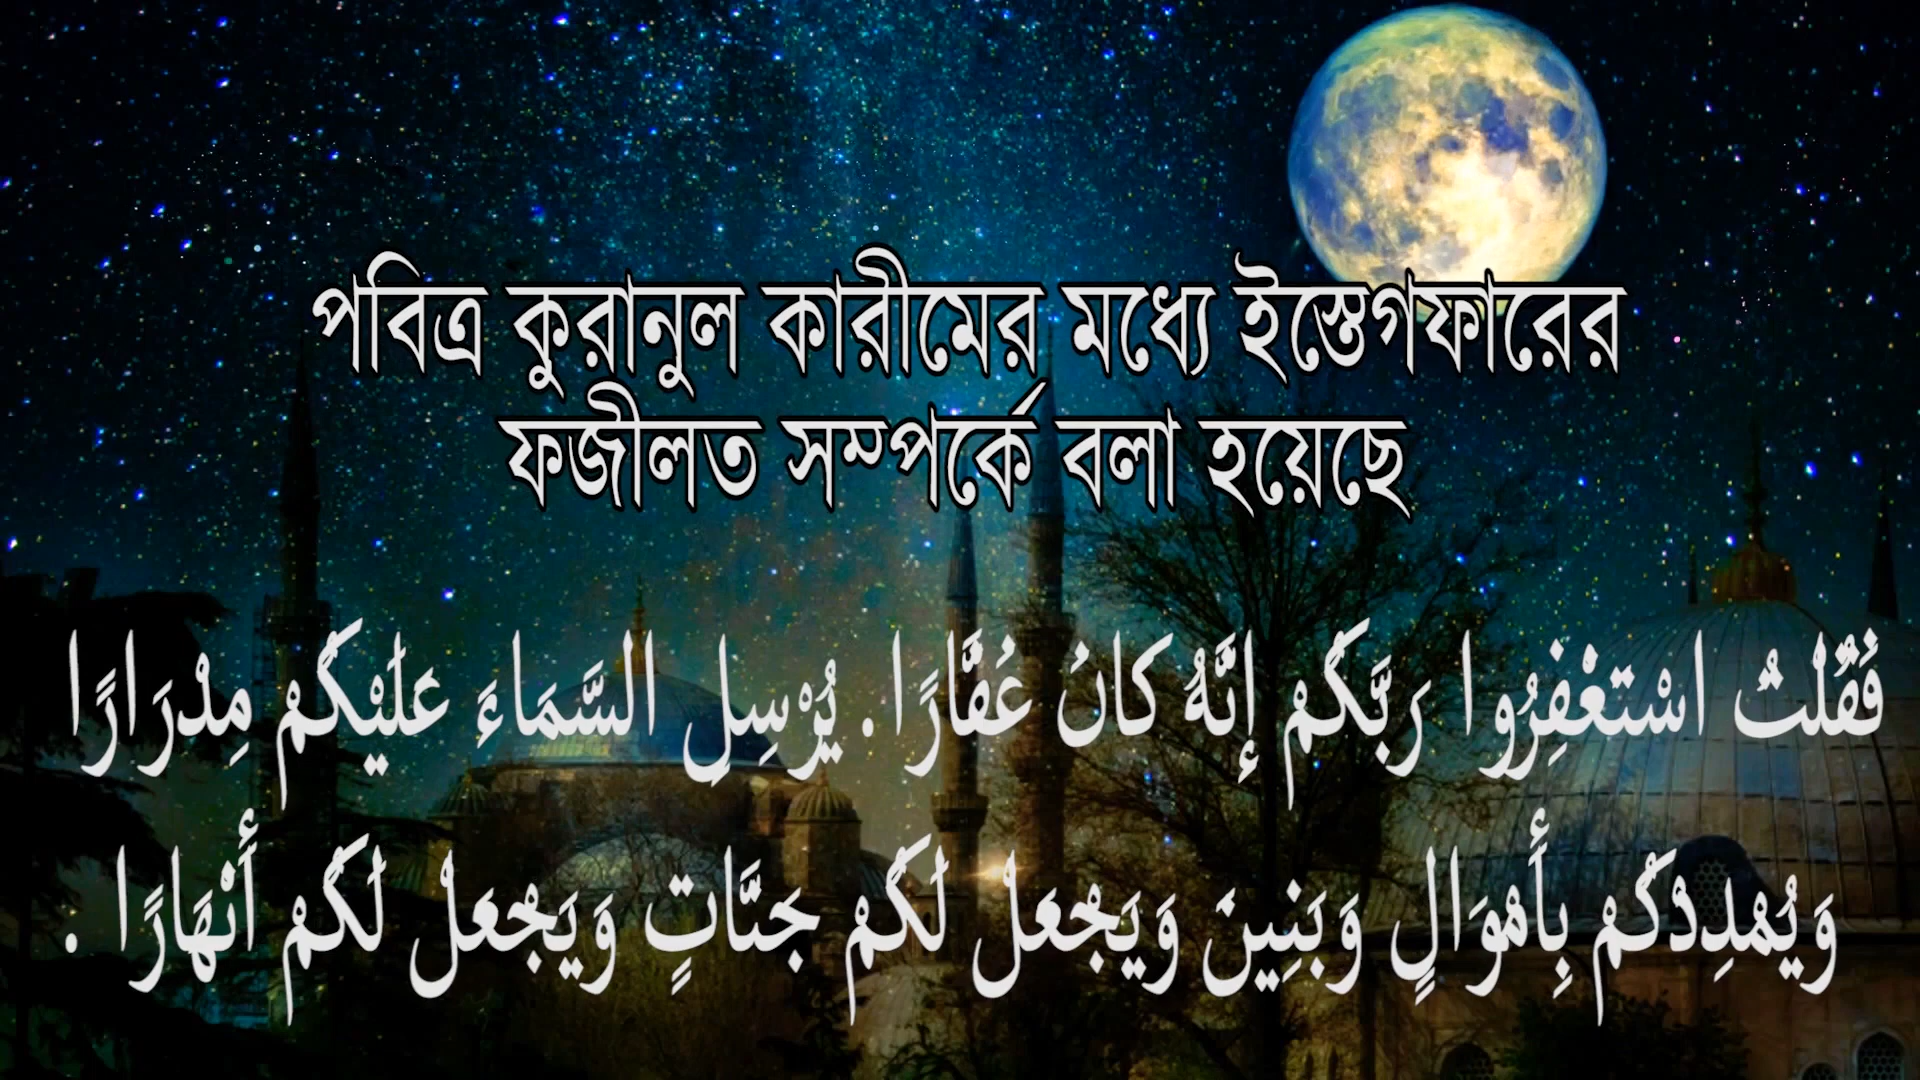 পবিত্র কুরানুল কারীমের মধ্যে ইস্তেগফারের
ফজীলত সম্পর্কে বলা হয়েছে
فَقُلْتُ اسْتَغْفِرُوا رَبَّكُمْ إِنَّهُ كَانَ غَفَّارًا. يُرْسِلِ السَّمَاءَ عَلَيْكُمْ مِدْرَارًا
وَيُمْدِدْكُمْ بِأَمْوَالٍ وَبَنِينَ وَيَجْعَلْ لَكُمْ جَنَّاتٍ وَيَجْعَلْ لَكُمْ أَنْهَارًا .